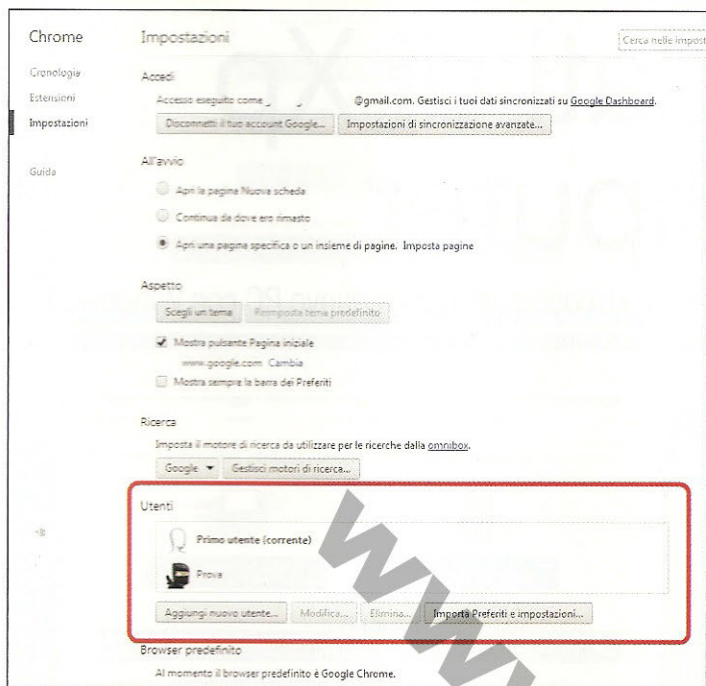 Chrome
Impostazioni
Cerca nelle impost
Cronologia
Estensioni
Impostazioni
Guida
Accedi
Accesso eseguito come @gmail.com. Gestisci i tuoi dati sincronizzati su Google Dashboard.
Disconnetti il tuo account Google... Impostazioni di sincronizzazione avanzate...
All'avvio
Apri la pagina Nuova scheda
Continua da dove ero rimasto
Apri una pagina specifica o un insieme di pagine. Imposta pagine
Aspetto
Scegli un tema Reimposta tema predefinito
Mostra pulsante Pagina iniziale
www.google.com Cambia
Mostra sempre la barra dei Preferiti
Ricerca
Imposta il motore di ricerca da utilizzare per le ricerche dalla omnibox.
Google Gestisci motori di ricerca...
Utenti
Primo utente (corrente)
Prova
Aggiungi nuovo utente... Modifica... Elimina... Importa Preferiti e impostazioni...
Browser predefinito
Al momento il browser predefinito è Google Chrome.